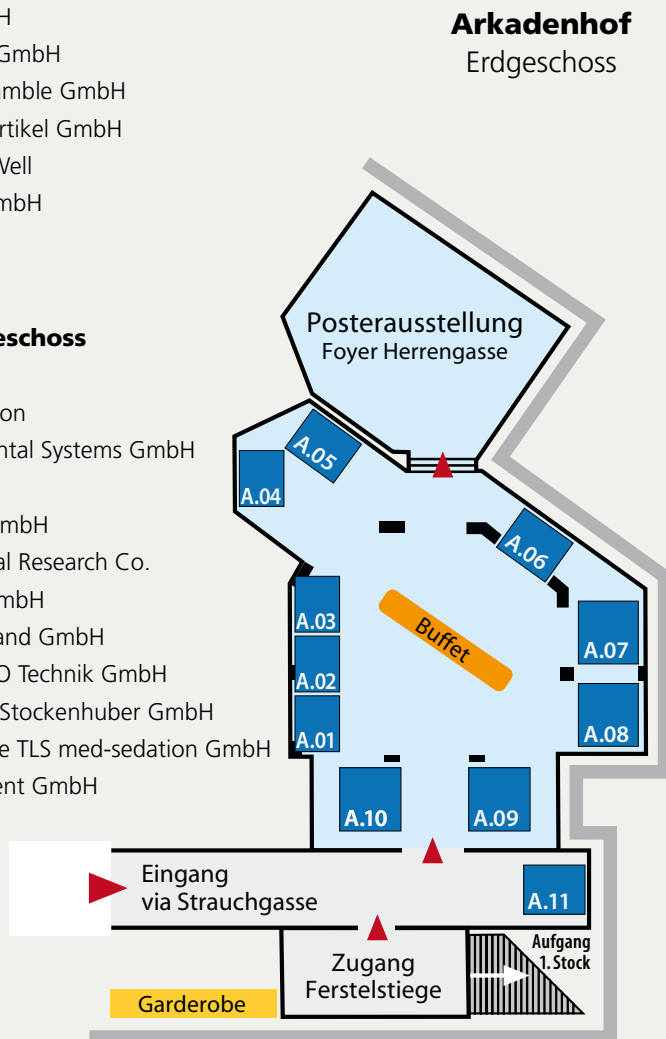 H
GmbH
amble GmbH
rtikel GmbH
Well
mbH
eschoss
on
ntal Systems GmbH
mbH
al Research Co.
mbH
and GmbH
O Technik GmbH
Stockenhuber GmbH
e TLS med-sedation GmbH
ent GmbH
Arkadenhof
Erdgeschoss
Posterausstellung
Foyer Herrengasse
A.05
A.04
A.06
A.03
Buffet
A.07
A.02
A.01
A.08
A.10
A.09
Eingang
via Strauchgasse
A.11
Aufgang
1. Stock
Zugang
Ferstelstiege
Garderobe